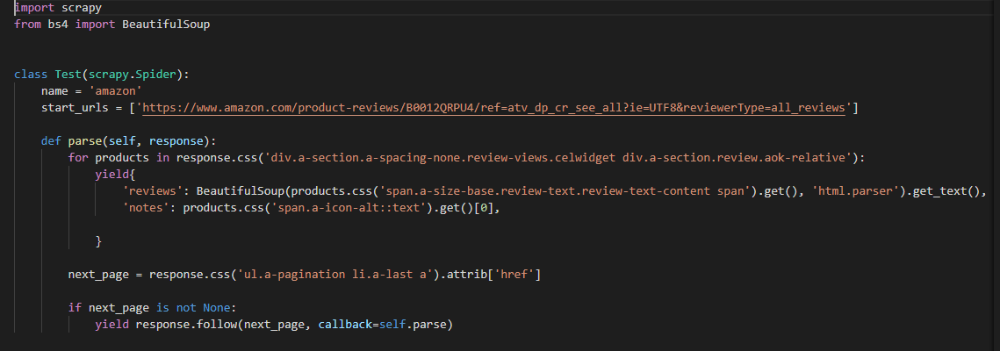 import scrapy
from bs4 import BeautifulSoup
class Test(scrapy.Spider):
name = 'amazon'
start_urls = ['https://www.amazon.com/product-reviews/B0012QRPU4/ref=atv_dp_cr_see_all?ie=UTF8&reviewerType=all_reviews']
def parse(self, response):
for products in response.css('div.a-section.a-spacing-none.review-views.celwidget div.a-section.review.aok-relative'):
yield{
'reviews': BeautifulSoup(products.css('span.a-size-base.review-text.review-text-content span').get(), 'html.parser').get_text(),
'notes': products.css('span.a-icon-alt::text').get()[0],
}
next_page = response.css('ul.a-pagination li.a-last a').attrib['href']
if next_page is not None:
yield response.follow(next_page, callback=self.parse)